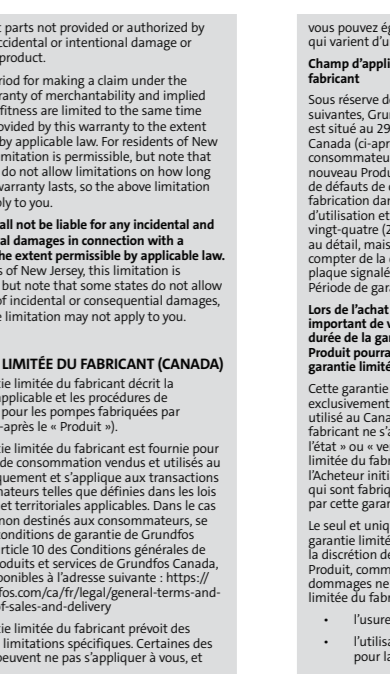 t parts not provided or authorized by
ccidental or intentional damage or
product.
riod for making a claim under the
ranty of merchantability and implied
fitness are limited to the same time
ovided by this warranty to the extent
by applicable law. For residents of New
imitation is permissible, but note that
do not allow limitations on how long
warranty lasts, so the above limitation
ply to you.
all not be liable for any incidental and
al damages in connection with a
he extent permissible by applicable law.
s of New Jersey, this limitation is
but note that some states do not allow
of incidental or consequential damages,
e limitation may not apply to you.
LIMITÉE DU FABRICANT (CANADA)
ie limitée du fabricant décrit la
applicable et les procédures de
pour les pompes fabriquées par
-après le « Produit »).
ie limitée du fabricant est fournie pour
de consommation vendus et utilisés au
quement et s'applique aux transactions
mateurs telles que définies dans les lois
et territoriales applicables. Dans le cas
non destinés aux consommateurs, se
conditions de garantie de Grundfos
rticle 10 des Conditions générales de
oduits et services de Grundfos Canada,
ponibles à l'adresse suivante : https://
fos.com/ca/fr/legal/general-terms-and-
of-sales-and-delivery
ie limitée du fabricant prévoit des
limitations spécifiques. Certaines des
peuvent ne pas s'appliquer à vous, et
vous pouvez ég
qui varient d'u
Champ d'appli
fabricant
Sous réserve de
suivantes, Grun
est situé au 29
Canada (ci-apr
consommateu
nouveau Produ
de défauts de c
fabrication dan
d'utilisation et
vingt-quatre (2
au détail, mais
compter de la d
plaque signalé
Période de gara
Lors de l'achat
important de v
durée de la gar
Produit pourra
garantie limité
Cette garantie
exclusivement
utilisé au Cana
fabricant ne s'a
l'état » ou « ven
limitée du fabr
l'Acheteur initi
qui sont fabriq
par cette garan
Le seul et uniq
garantie limité
la discrétion de
Produit, comm
dommages ne
limitée du fabr
• l'usure
• l'utilisa
pour la